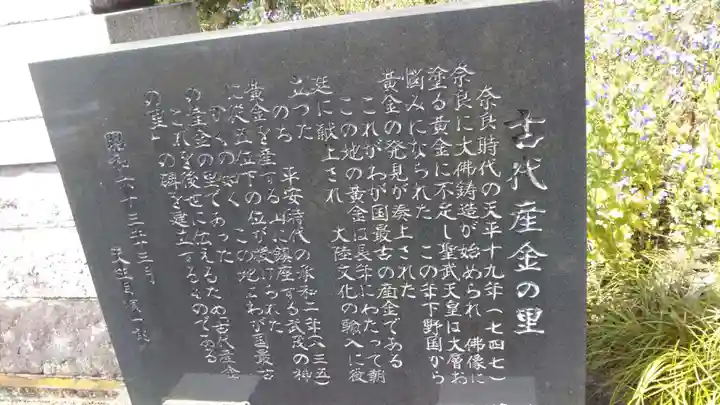 古代産金の里
奈良時代の天平十九年(七四七)
奈良に大佛鋳造が始められ 佛像に
塗る黄金に不足し聖武天皇は大層お
悩みになられた この年下野国から
黄金の発見が奏上された
これがわが国最古の産金である
この地の黄金は長年にわたって朝
廷に献上され 大陸文化の輸入に役
立った
のち 平安時代の承和二年(八三五)
黄金を産する山に鎮座する武茂の神
に従五位下の位が授けられた
かくのごとく この地はわが国最古
の産金の里であった
これを後世に伝えるため古代産金
の里 の碑を建立するものである
昭和六十三年三月